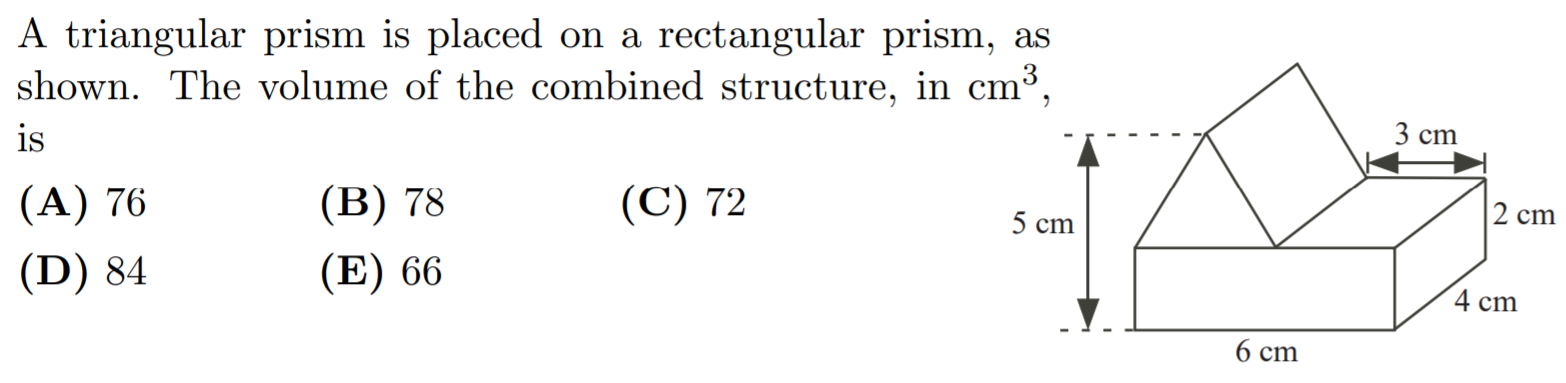 A triangular prism is placed on a rectangular prism, as
shown. The volume of the combined structure, in cm³,
is
(A) 76 (B) 78 (C) 72
(D) 84 (E) 66
3 cm
5 cm
2 cm
4 cm
6 cm